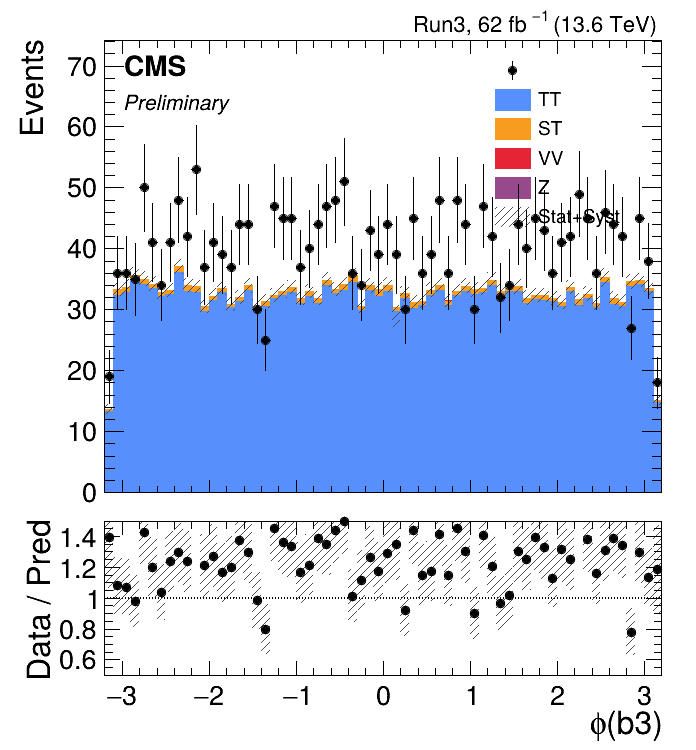 Run3, 62 fb⁻¹ (13.6 TeV)
CMS
Preliminary
Events
70
60
50
40
30
20
10
0
TT
ST
VV
Z
Stat+Syst
Data / Pred
1.4
1.2
1
0.8
0.6
−3 −2 −1 0 1 2 3
ϕ(b3)